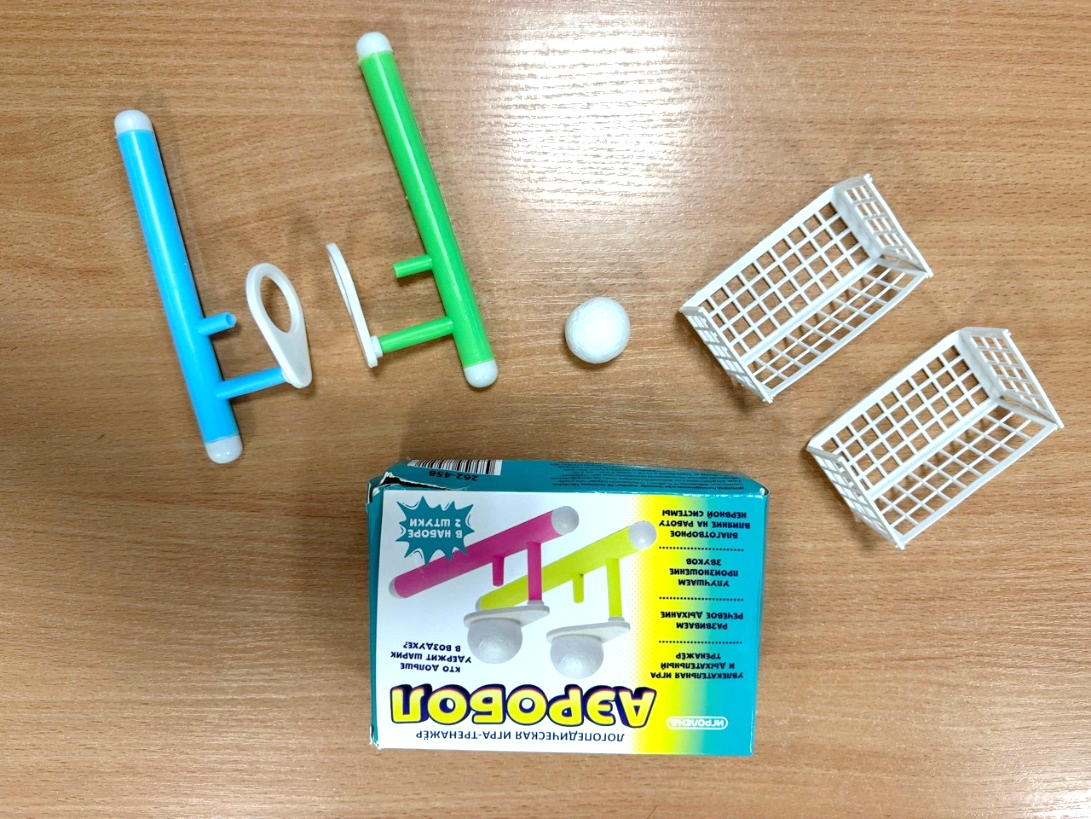 ЛОГОПЕДИЧЕСКАЯ ИГРА-ТРЕНАЖЁР
АЭРОБОЛ
ИГРОЛЕНД
КТО ДОЛЬШЕ
УДЕРЖИТ ШАРИК
В ВОЗДУХЕ?
УВЛЕКАТЕЛЬНАЯ ИГРА
И ДЫХАТЕЛЬНЫЙ
ТРЕНАЖЁР
РАЗВИВАЕМ
РЕЧЕВОЕ ДЫХАНИЕ
УЛУЧШАЕМ
ПРОИЗНОШЕНИЕ
ЗВУКОВ
БЛАГОТВОРНОЕ
ВЛИЯНИЕ НА РАБОТУ
НЕРВНОЙ СИСТЕМЫ
В НАБОРЕ
2 ШТУКИ
262-458